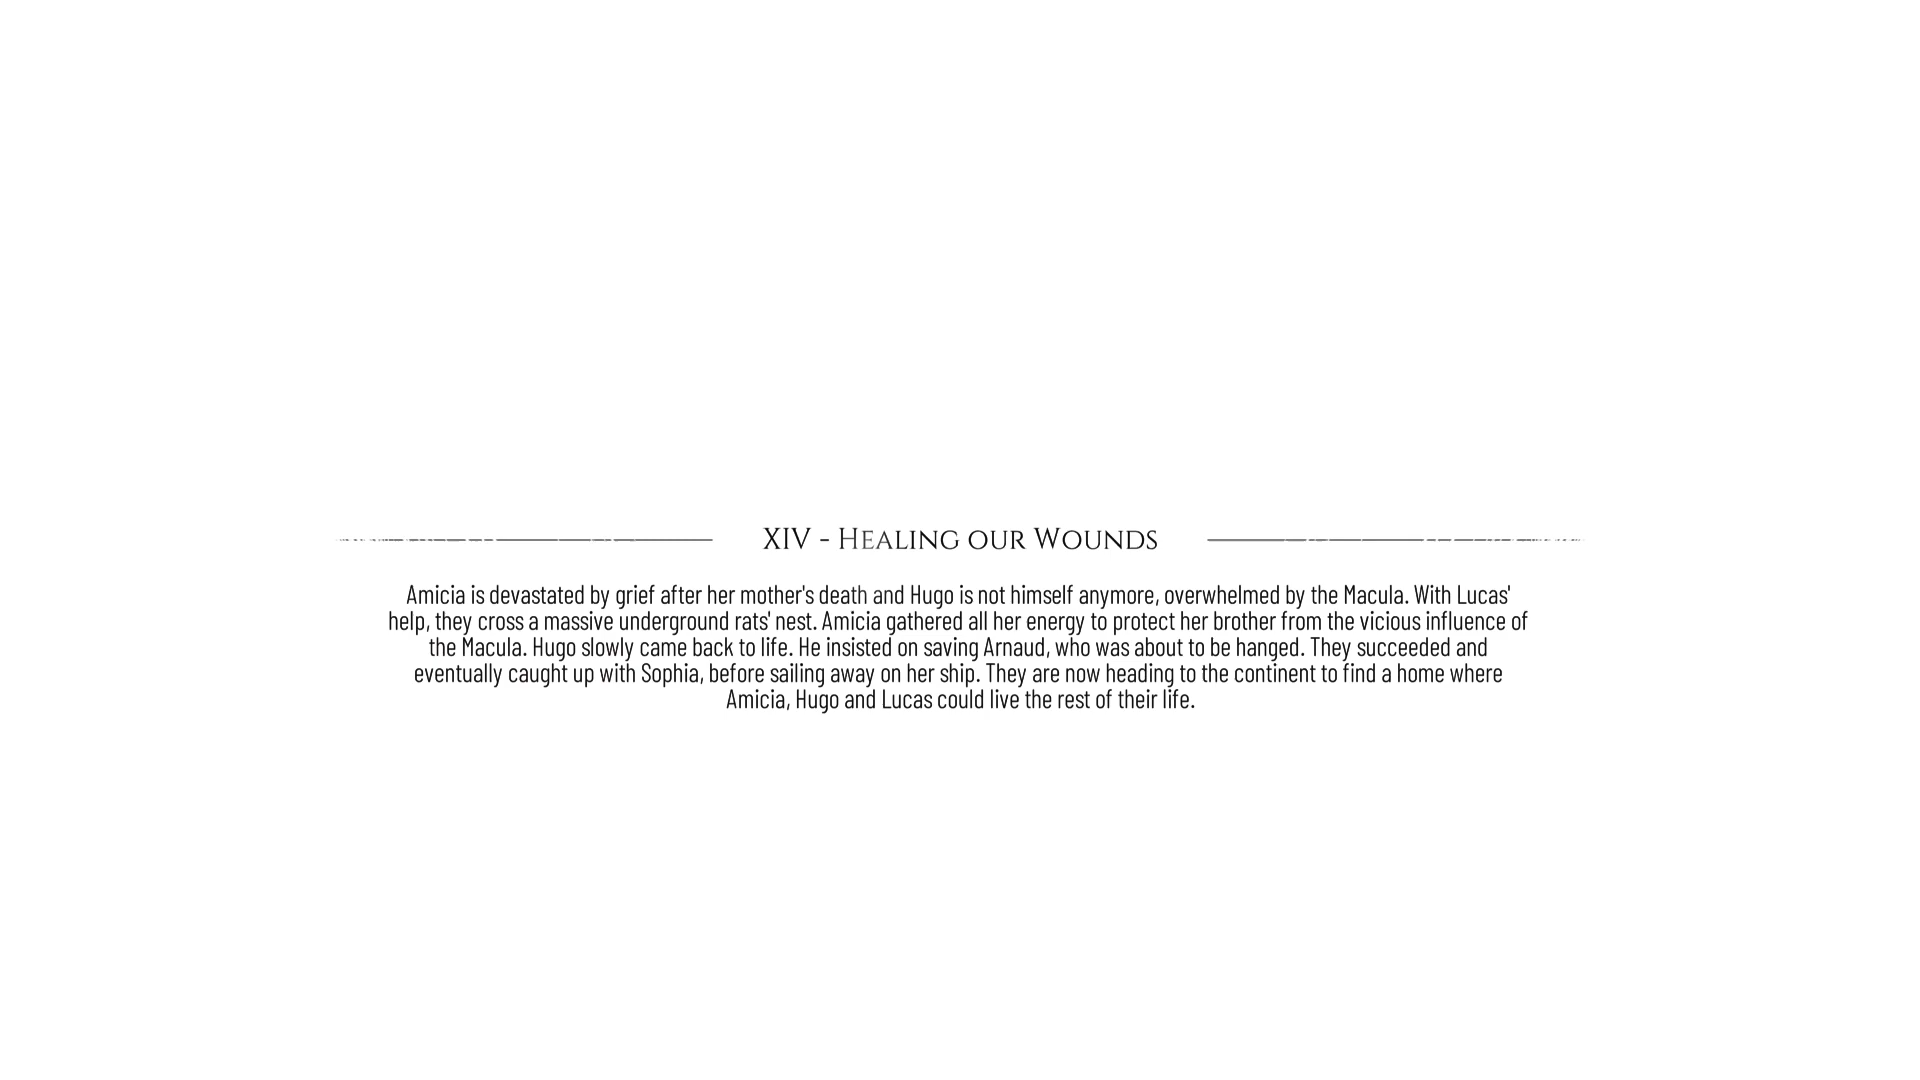 XIV - Healing our Wounds
Amicia is devastated by grief after her mother's death and Hugo is not himself anymore, overwhelmed by the Macula. With Lucas'
help, they cross a massive underground rats' nest. Amicia gathered all her energy to protect her brother from the vicious influence of
the Macula. Hugo slowly came back to life. He insisted on saving Arnaud, who was about to be hanged. They succeeded and
eventually caught up with Sophia, before sailing away on her ship. They are now heading to the continent to find a home where
Amicia, Hugo and Lucas could live the rest of their life.